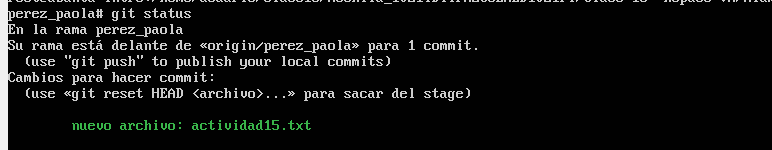 perez_paola# git status
En la rama perez_paola
Su rama está delante de «origin/perez_paola» para 1 commit.
  (use "git push" to publish your local commits)
Cambios para hacer commit:
  (use «git reset HEAD <archivo>...» para sacar del stage)
        nuevo archivo: actividad15.txt